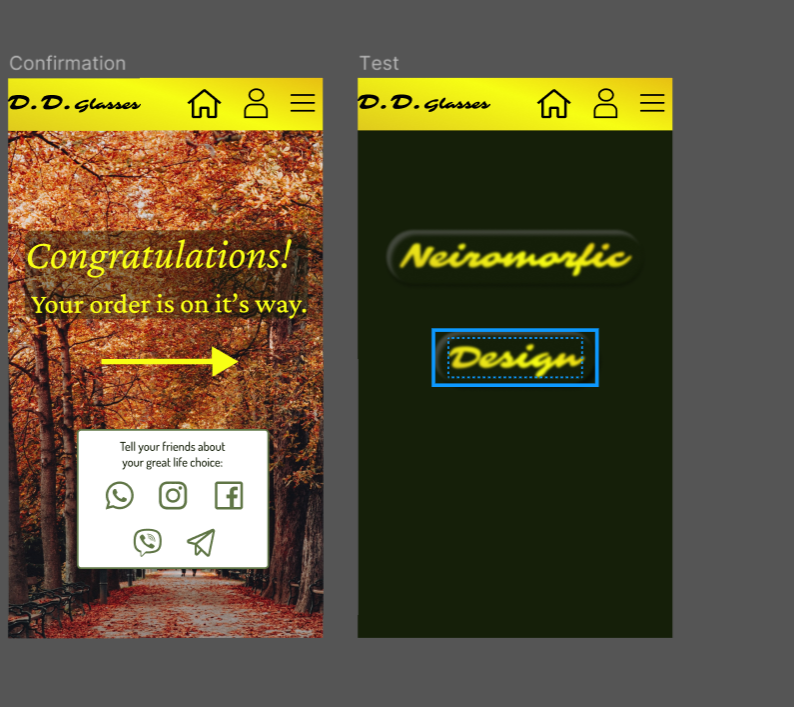 Confirmation
D. D. Glasses
Congratulations!
Your order is on it's way.
Tell your friends about
your great life choice:
Test
D. D. Glasses
Neiromorfic
Design